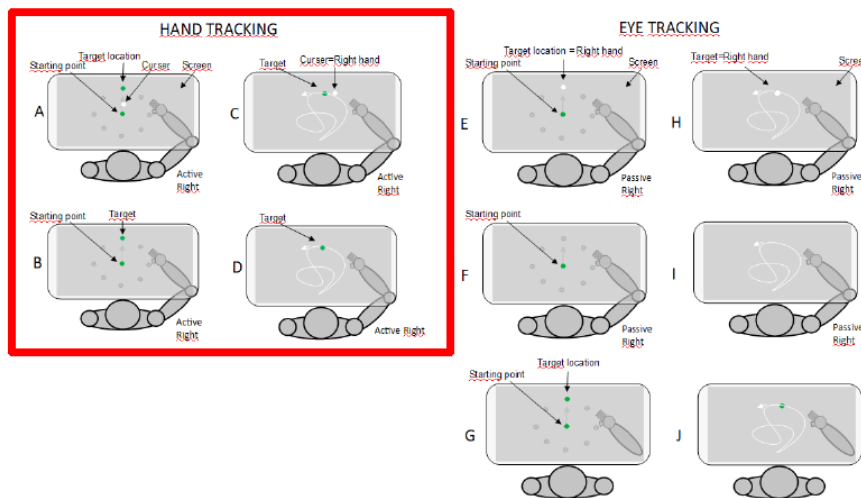 HAND TRACKING
EYE TRACKING
Target location
Starting point
Curser
Screen
A
Active
Right
Curser=Right hand
Target
C
Active
Right
Target location =Right hand
Starting point
Screen
E
Passive
Right
Target=Right hand
H
Passive
Right
Starting point
Target
B
Active
Right
Target
D
Active Right
Starting point
F
Passive
Right
I
Passive
Right
Target location
Starting point
G
J